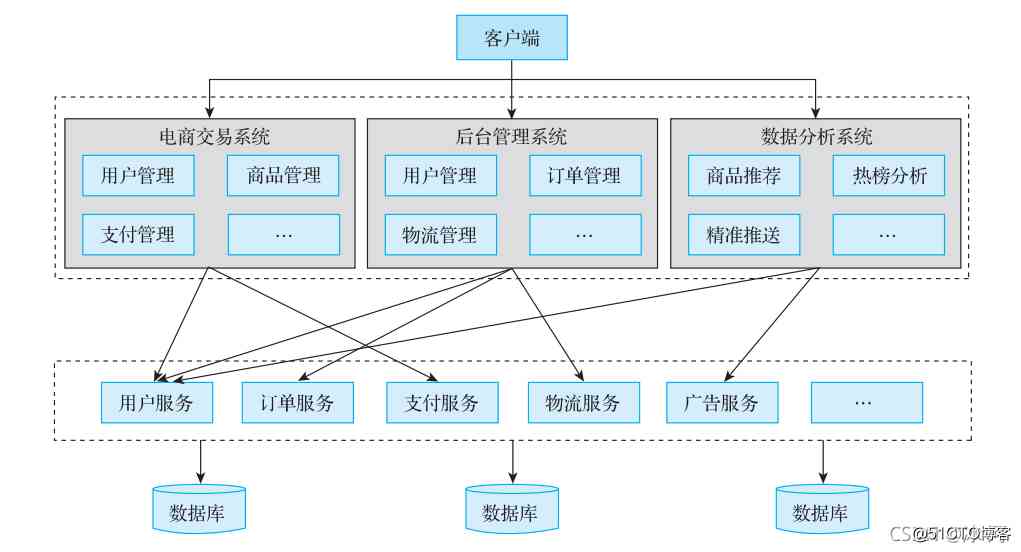 客户端
电商交易系统
用户管理
商品管理
支付管理
…
后台管理系统
用户管理
订单管理
物流管理
…
数据分析系统
商品推荐
热榜分析
精准推送
…
用户服务
订单服务
支付服务
物流服务
广告服务
…
数据库
数据库
数据库
@51CTO博客